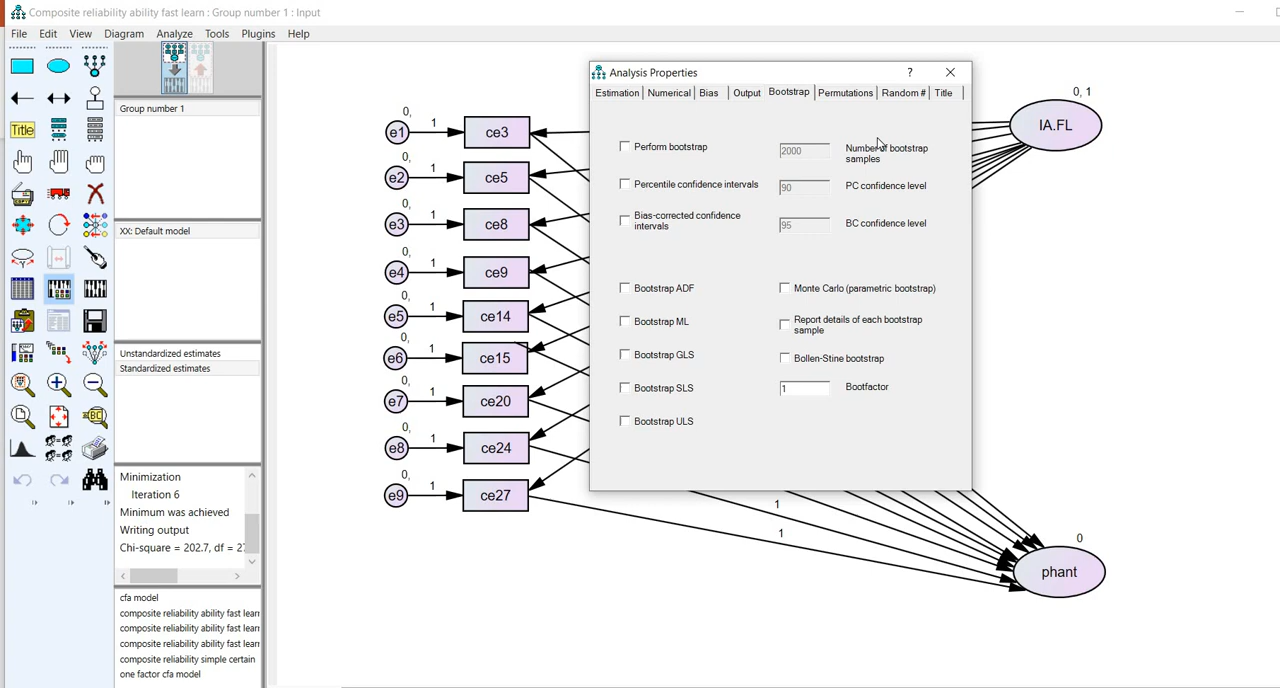 Composite reliability ability fast learn : Group number 1 : Input
File Edit View Diagram Analyze Tools Plugins Help
Title
Group number 1
XX: Default model
Unstandardized estimates
Standardized estimates
Minimization
Iteration 6
Minimum was achieved
Writing output
Chi-square = 202.7, df = 27
cfa model
composite reliability ability fast learn
composite reliability ability fast learn
composite reliability ability fast learn
composite reliability simple certain
one factor cfa model
0,
e1 1 ce3
0,
e2 1 ce5
0,
e3 1 ce8
0,
e4 1 ce9
0,
e5 1 ce14
0,
e6 1 ce15
0,
e7 1 ce20
0,
e8 1 ce24
0,
e9 1 ce27
1
1
0, 1
IA.FL
0
phant
Analysis Properties ?
Estimation Numerical Bias Output Bootstrap Permutations Random # Title
Perform bootstrap 2000 Number of bootstrap
samples
Percentile confidence intervals 90 PC confidence level
Bias-corrected confidence
intervals 95 BC confidence level
Bootstrap ADF Monte Carlo (parametric bootstrap)
Bootstrap ML Report details of each bootstrap
sample
Bootstrap GLS Bollen-Stine bootstrap
Bootstrap SLS 1 Bootfactor
Bootstrap ULS